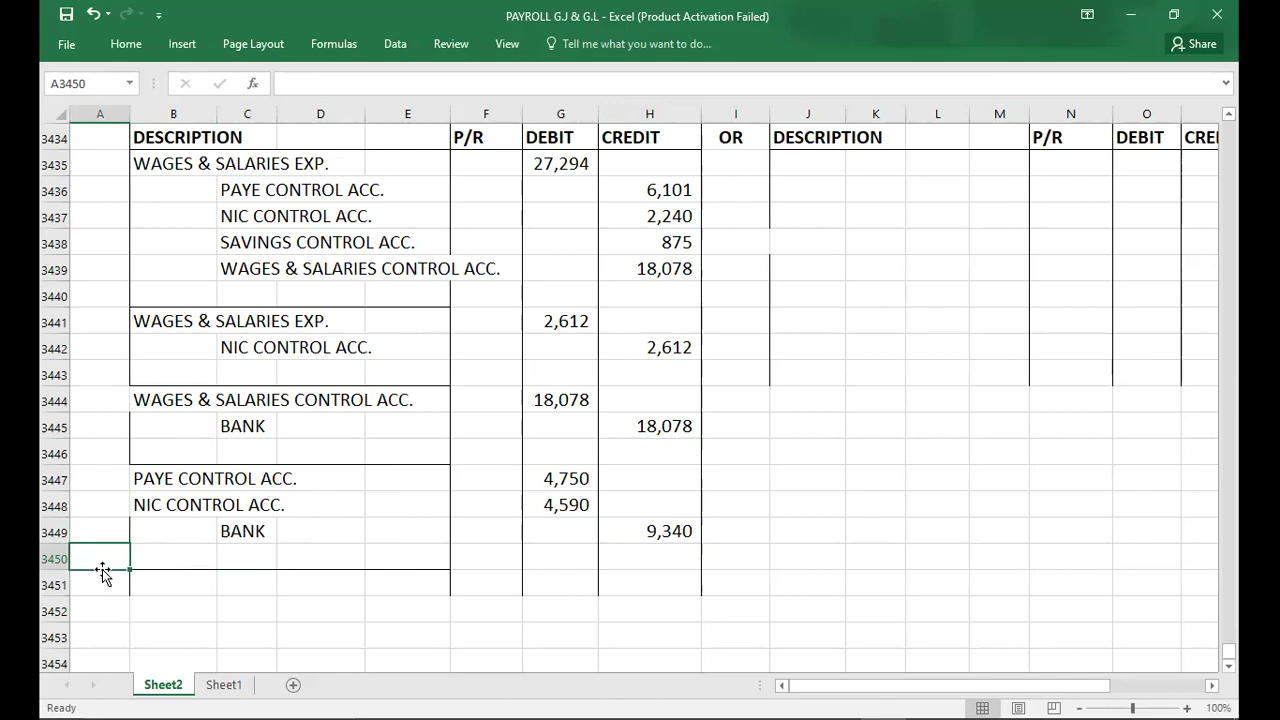 PAYROLL G.J & G.L - Excel (Product Activation Failed)
File Home Insert Page Layout Formulas Data Review View Tell me what you want to do... Share
A3450 fx
A B C D E F G H I J K L M N O
3434 DESCRIPTION P/R DEBIT CREDIT OR DESCRIPTION P/R DEBIT CREI
3435 WAGES & SALARIES EXP. 27,294
3436 PAYE CONTROL ACC. 6,101
3437 NIC CONTROL ACC. 2,240
3438 SAVINGS CONTROL ACC. 875
3439 WAGES & SALARIES CONTROL ACC. 18,078
3440
3441 WAGES & SALARIES EXP. 2,612
3442 NIC CONTROL ACC. 2,612
3443
3444 WAGES & SALARIES CONTROL ACC. 18,078
3445 BANK 18,078
3446
3447 PAYE CONTROL ACC. 4,750
3448 NIC CONTROL ACC. 4,590
3449 BANK 9,340
3450
3451
3452
3453
3454
Sheet2 Sheet1
Ready 100%